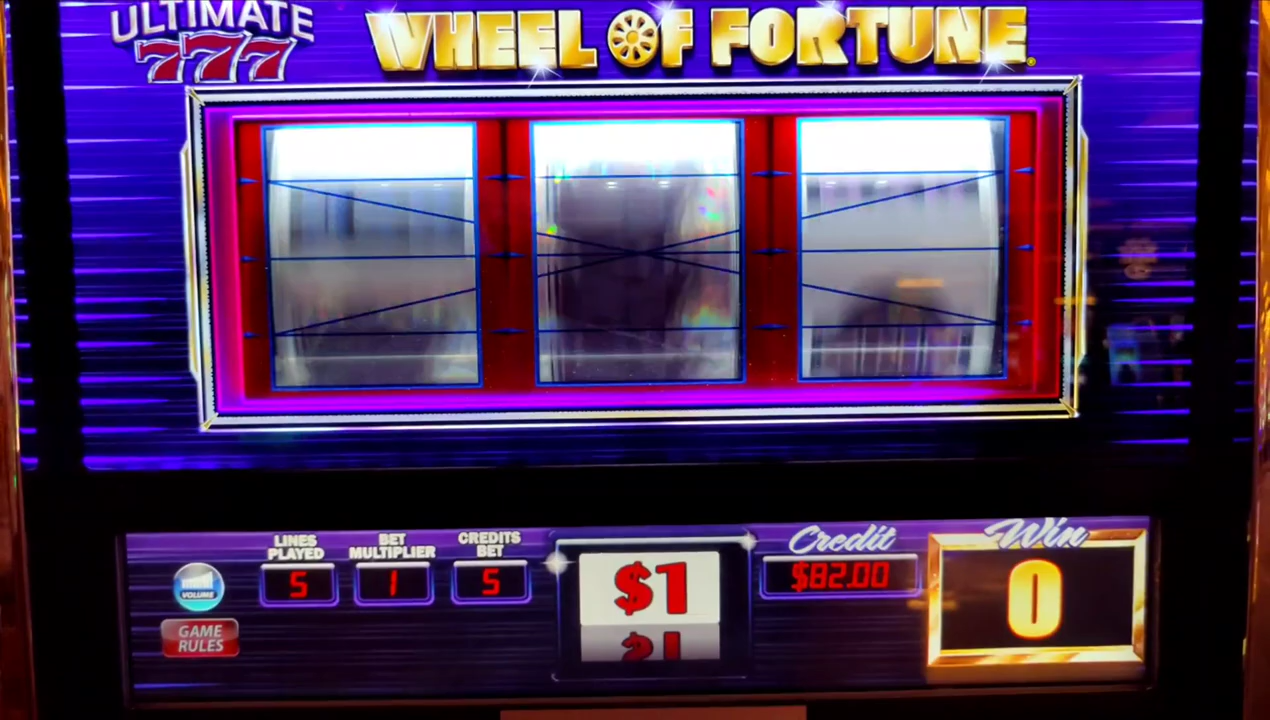 ULTIMATE
777
WHEEL OF FORTUNE
LINES PLAYED
BET MULTIPLIER
CREDITS BET
Credit
Win
5
1
5
$1
$82.00
0
VOLUME
GAME RULES